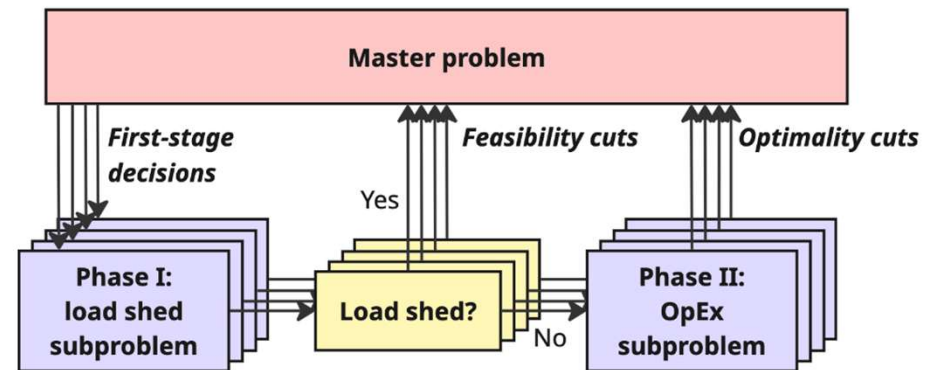 Master problem
First-stage
decisions
Feasibility cuts
Optimality cuts
Yes
Phase I:
load shed
subproblem
Load shed?
No
Phase II:
OpEx
subproblem